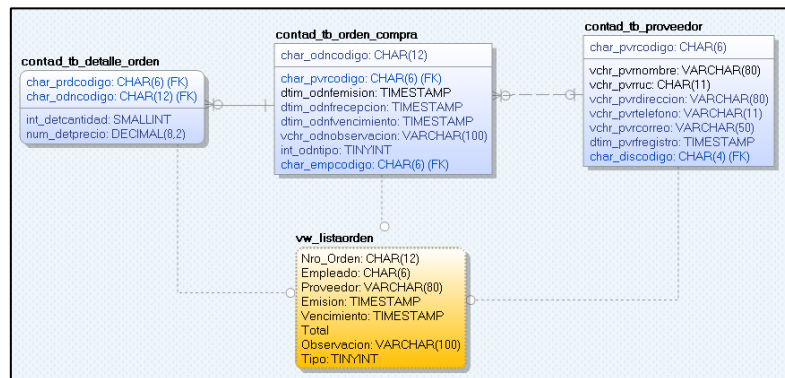 contad_tb_detalle_orden
char_prdcodigo: CHAR(6) (FK)
char_odncodigo: CHAR(12) (FK)
int_detcantidad: SMALLINT
num_detprecio: DECIMAL(8,2)
contad_tb_orden_compra
char_odncodigo: CHAR(12)
char_pvrcodigo: CHAR(6) (FK)
dtim_odnfemision: TIMESTAMP
dtim_odnfrecepcion: TIMESTAMP
dtim_odnfvencimiento: TIMESTAMP
vchr_odnobservacion: VARCHAR(100)
int_odntipo: TINYINT
char_empcodigo: CHAR(6) (FK)
contad_tb_proveedor
char_pvrcodigo: CHAR(6)
vchr_pvrnombre: VARCHAR(80)
vchr_pvrruc: CHAR(11)
vchr_pvrdireccion: VARCHAR(80)
vchr_pvrtelefono: VARCHAR(11)
vchr_pvrcorreo: VARCHAR(50)
dtim_pvrfregistro: TIMESTAMP
char_discodigo: CHAR(4) (FK)
vw_listaorden
Nro_Orden: CHAR(12)
Empleado: CHAR(6)
Proveedor: VARCHAR(80)
Emision: TIMESTAMP
Vencimiento: TIMESTAMP
Total
Observacion: VARCHAR(100)
Tipo: TINYINT